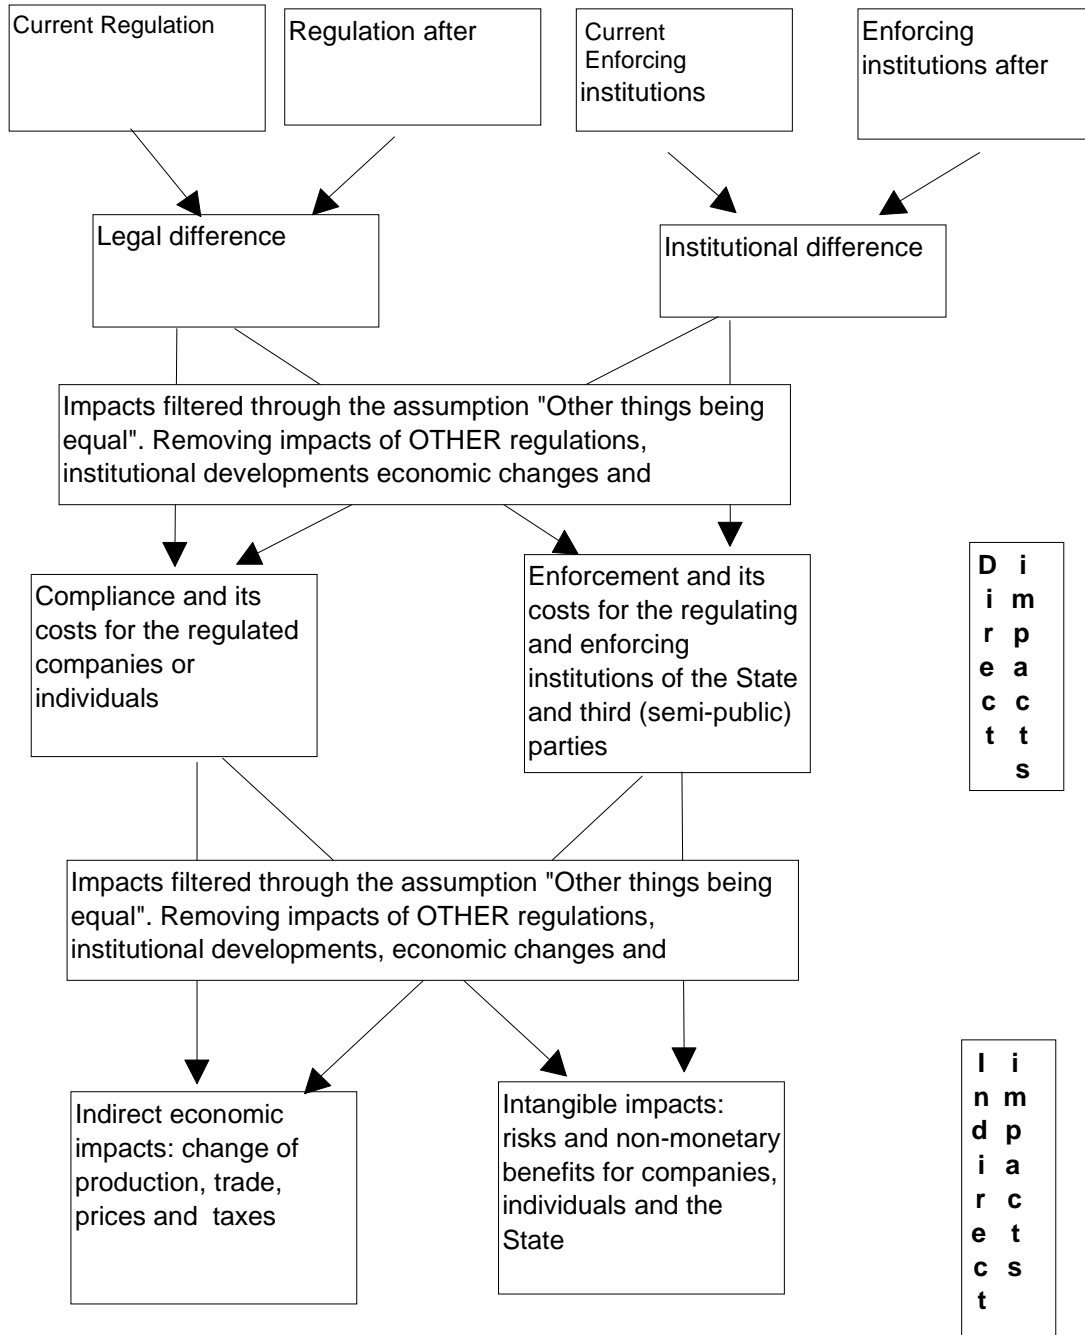 Current Regulation
Regulation after
Current
Enforcing
institutions
Enforcing
institutions after
Legal difference
Institutional difference
Impacts filtered through the assumption "Other things being
equal". Removing impacts of OTHER regulations,
institutional developments economic changes and
Compliance and its
costs for the regulated
companies or
individuals
Enforcement and its
costs for the regulating
and enforcing
institutions of the State
and third (semi-public)
parties
Direct
impacts
Impacts filtered through the assumption "Other things being
equal". Removing impacts of OTHER regulations,
institutional developments, economic changes and
Indirect economic
impacts: change of
production, trade,
prices and taxes
Intangible impacts:
risks and non-monetary
benefits for companies,
individuals and the
State
Indirect
impacts